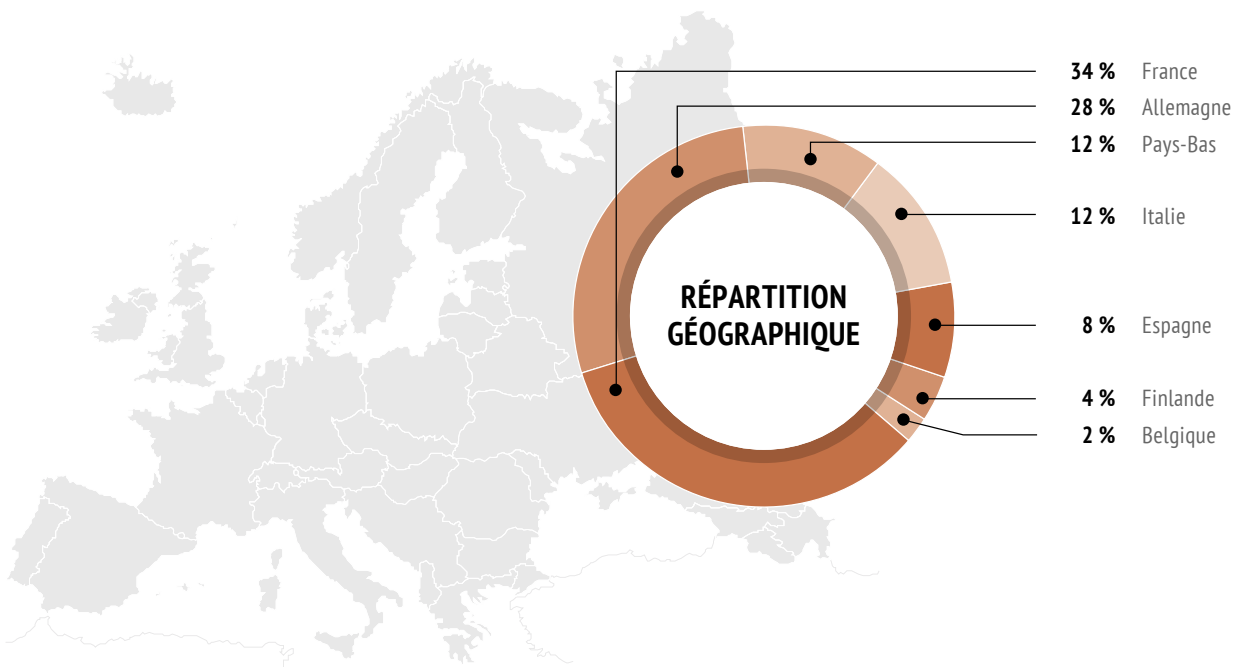 34 % France
28 % Allemagne
12 % Pays-Bas
12 % Italie
RÉPARTITION
GÉOGRAPHIQUE
8 % Espagne
4 % Finlande
2 % Belgique